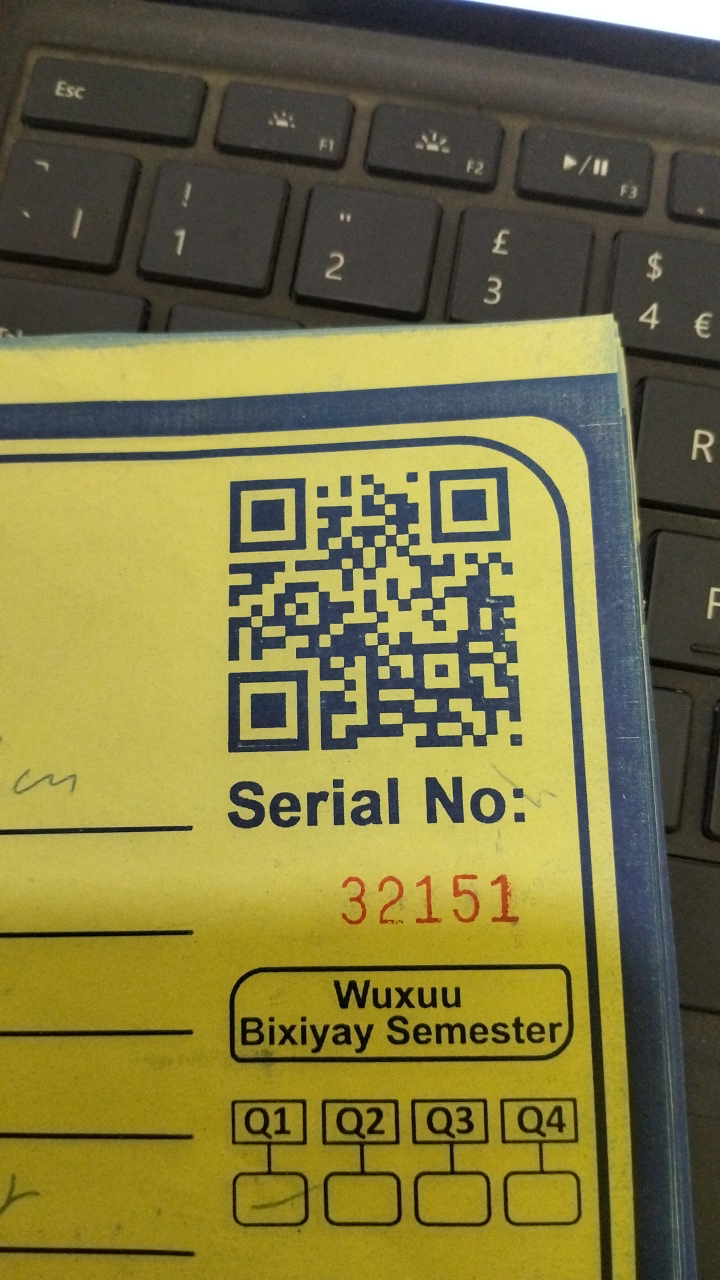 Esc
F1
F2
F3
!
1
"
2
£
3
$
4 €
R
Serial No:
32151
Wuxuu
Bixiyay Semester
Q1 Q2 Q3 Q4